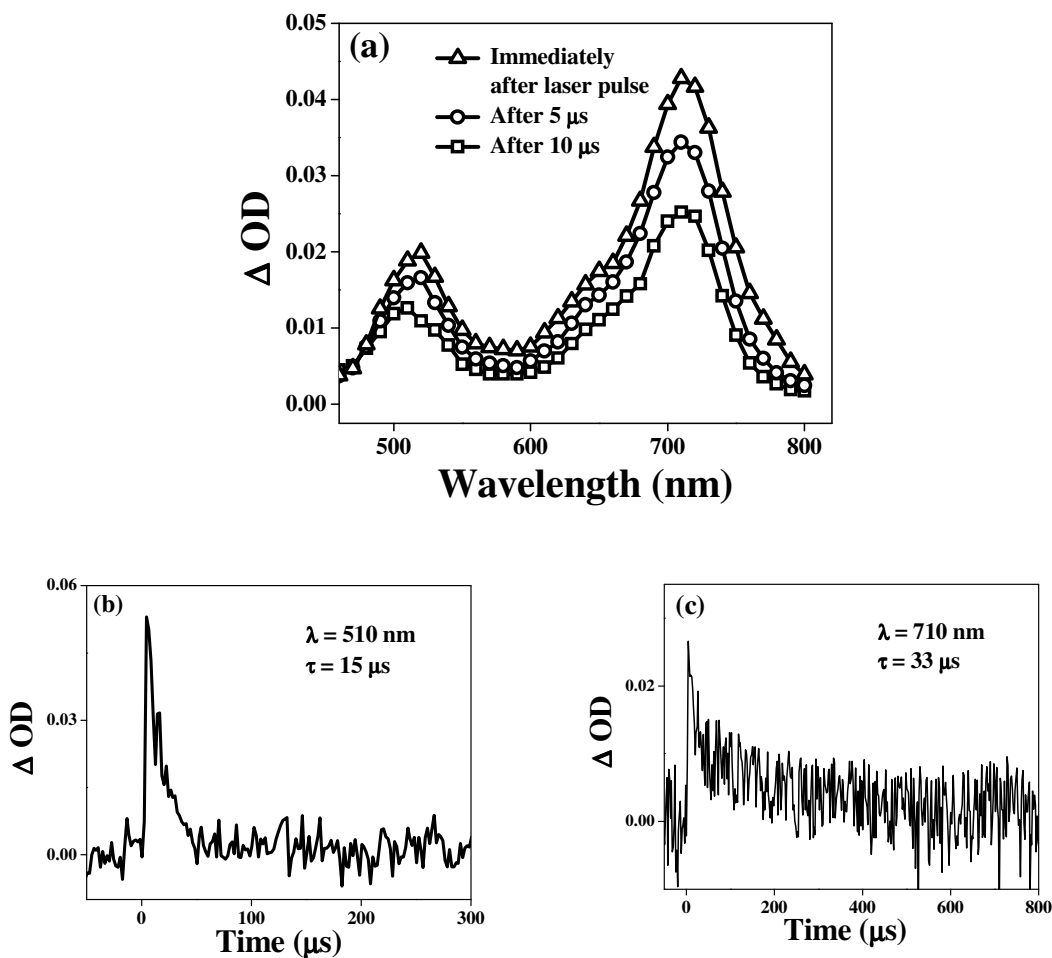 (a)
Immediately
after laser pulse
After 5 μs
After 10 μs
0.05
0.04
0.03
0.02
0.01
0.00
Δ OD
500 600 700 800
Wavelength (nm)
(b)
λ = 510 nm
τ = 15 μs
0.06
0.03
0.00
Δ OD
0 100 200 300
Time (μs)
(c)
λ = 710 nm
τ = 33 μs
0.02
0.00
Δ OD
0 200 400 600 800
Time (μs)